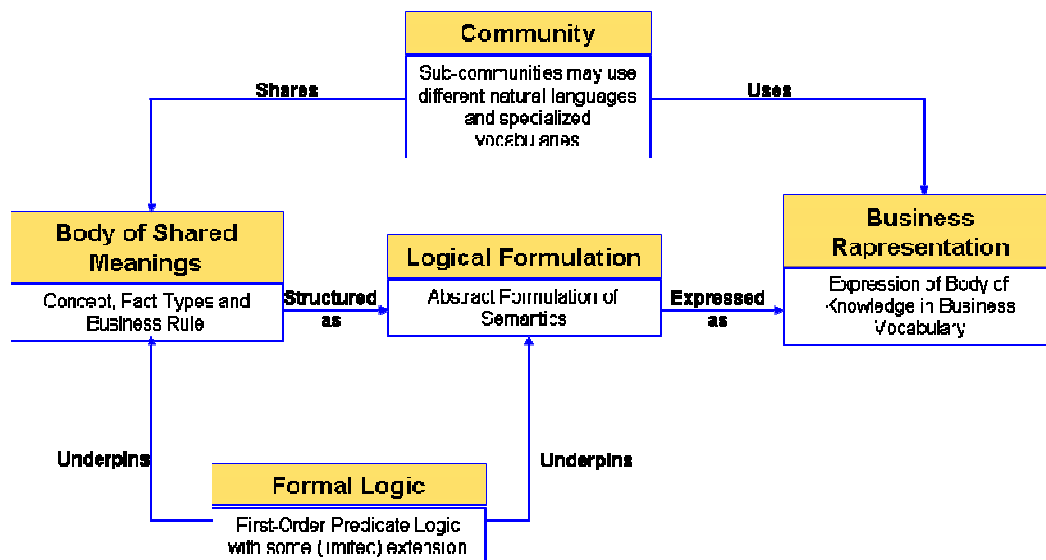 Community
Sub-communities may use
different natural languages
and specialized
vocabularies
Shares
Uses
Body of Shared
Meanings
Concept, Fact Types and
Business Rule
Structured
as
Logical Formulation
Abstract Formulation of
Semantics
Expressed
as
Business
Rapresentation
Expression of Body of
Knowledge in Business
Vocabulary
Underpins
Underpins
Formal Logic
First-Order Predicate Logic
with some (limited) extension